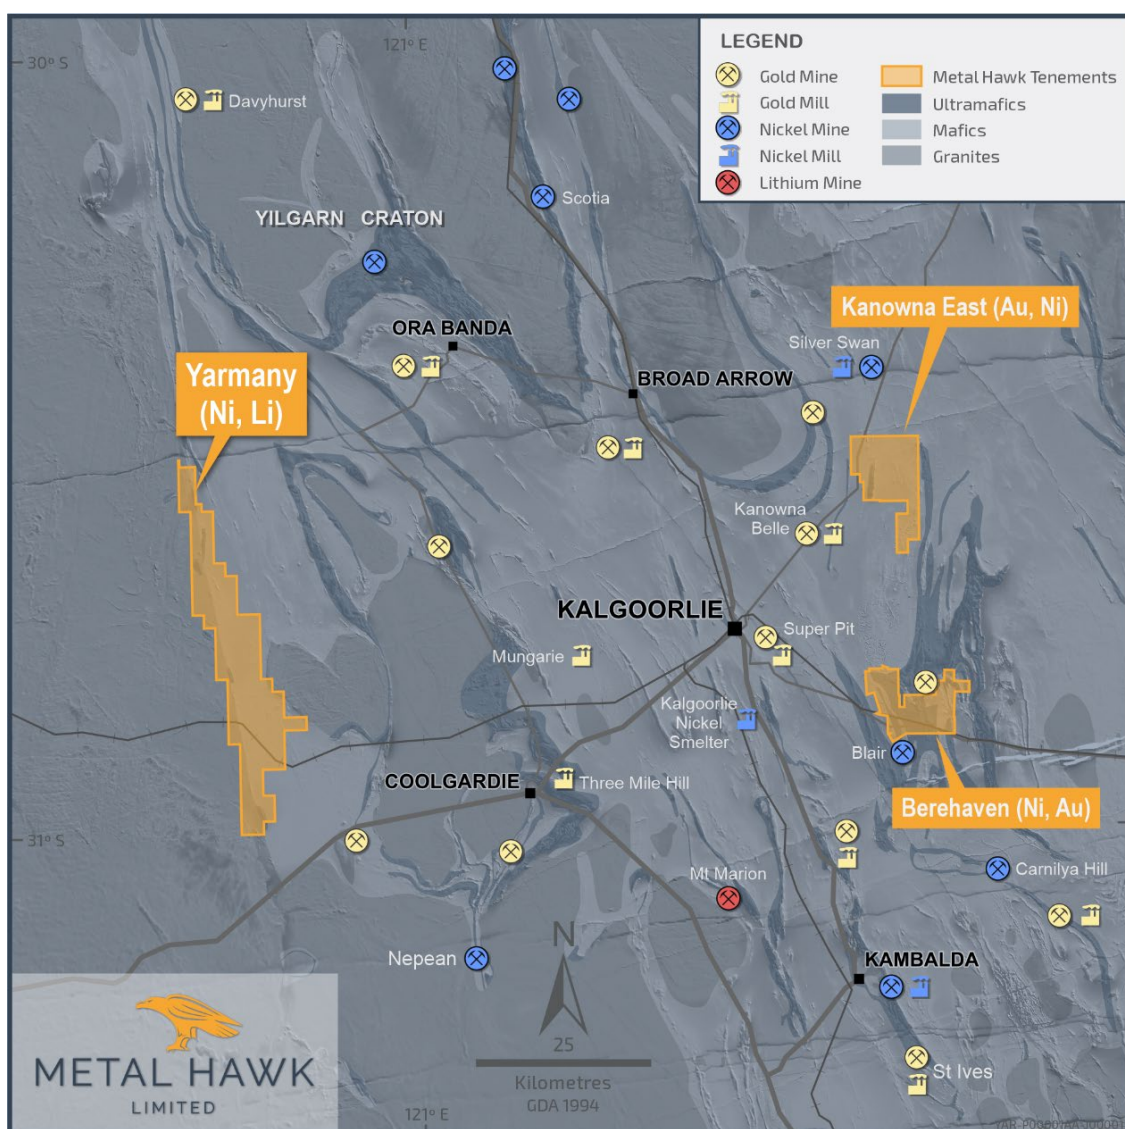 30° S
121° E
LEGEND
Gold Mine
Gold Mill
Nickel Mine
Nickel Mill
Lithium Mine
Metal Hawk Tenements
Ultramafics
Mafics
Granites
Davyhurst
Scotia
YILGARN CRATON
ORA BANDA
Kanowna East (Au, Ni)
Silver Swan
BROAD ARROW
Yarmany
(Ni, Li)
Kanowna
Belle
KALGOORLIE
Super Pit
Mungarie
Kalgoorlie
Nickel
Smelter
Blair
COOLGARDIE
Three Mile Hill
Berehaven (Ni, Au)
31° S
Mt Marion
Carnilya Hill
N
Nepean
KAMBALDA
25
Kilometres
GDA 1994
St Ives
METAL HAWK
LIMITED
121° E